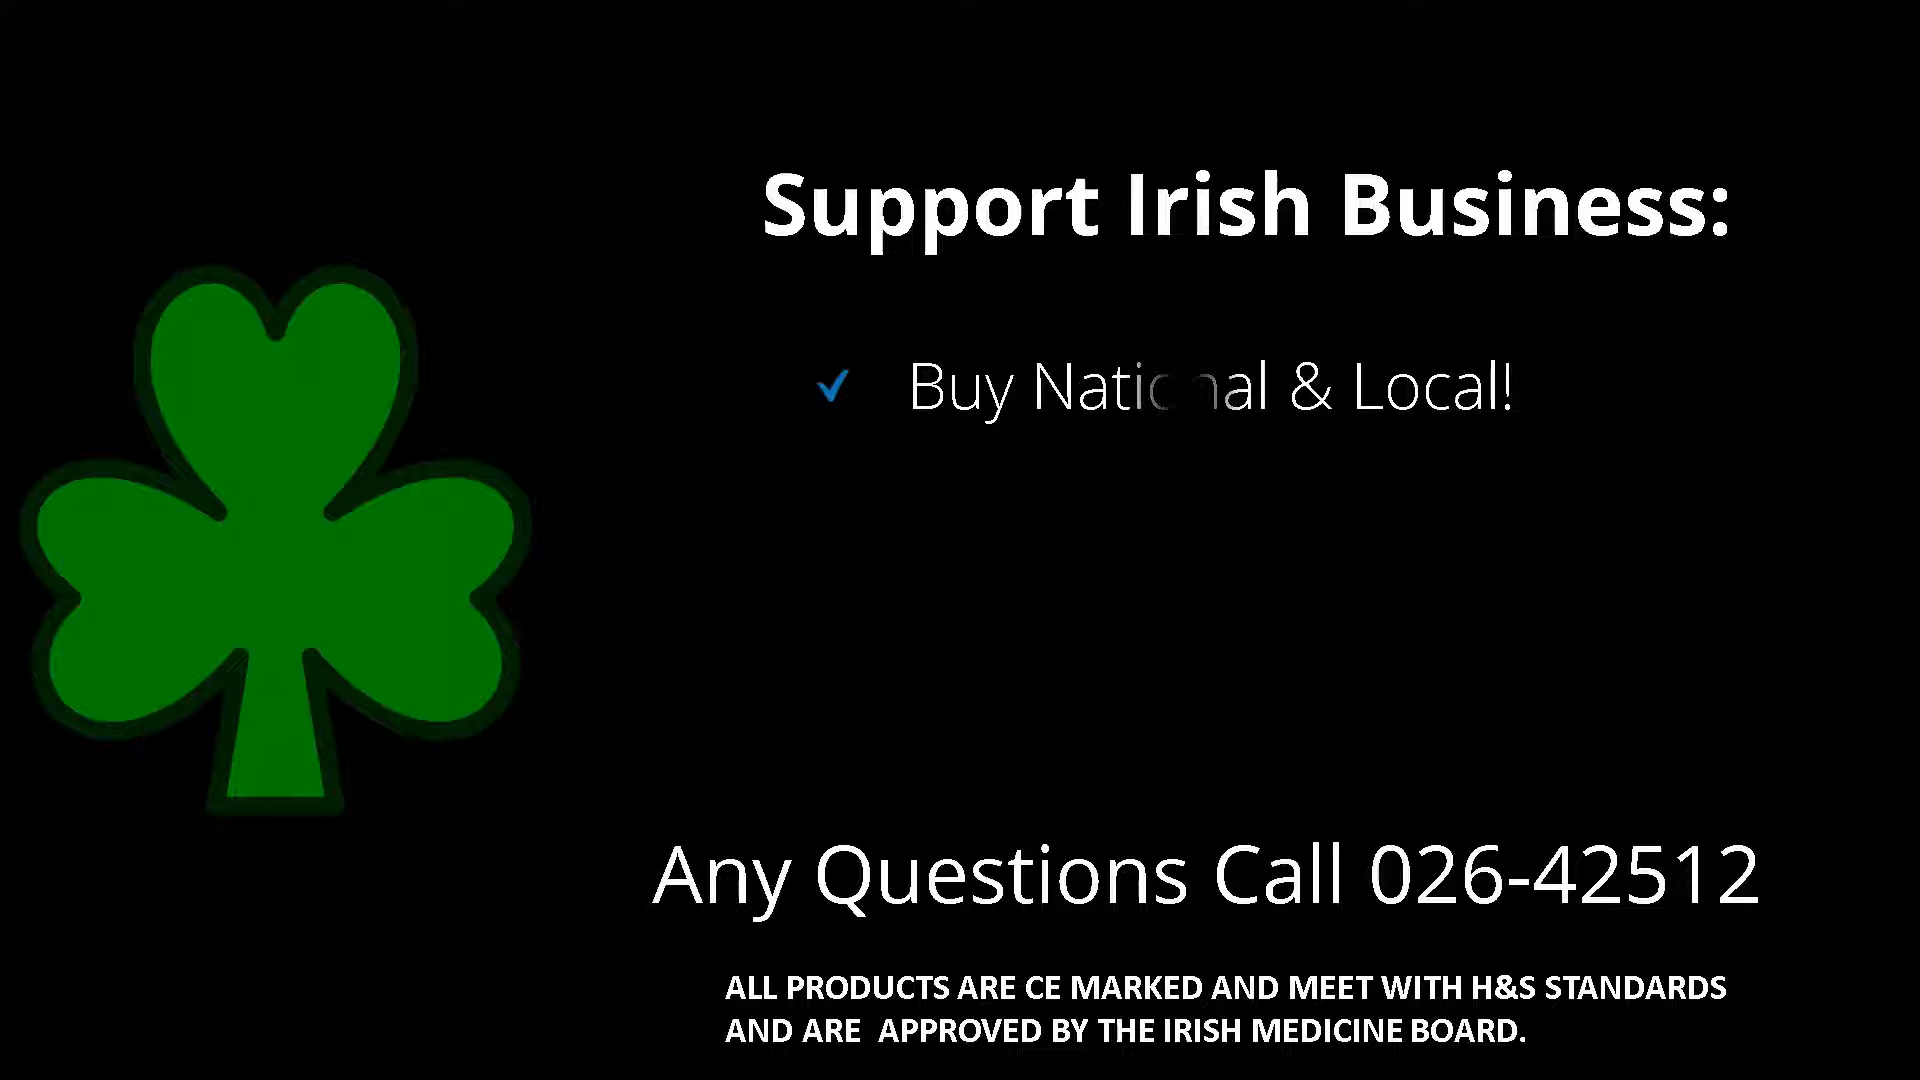 Support Irish Business:
Buy National & Local!
Any Questions Call 026-42512
ALL PRODUCTS ARE CE MARKED AND MEET WITH H&S STANDARDS
AND ARE APPROVED BY THE IRISH MEDICINE BOARD.